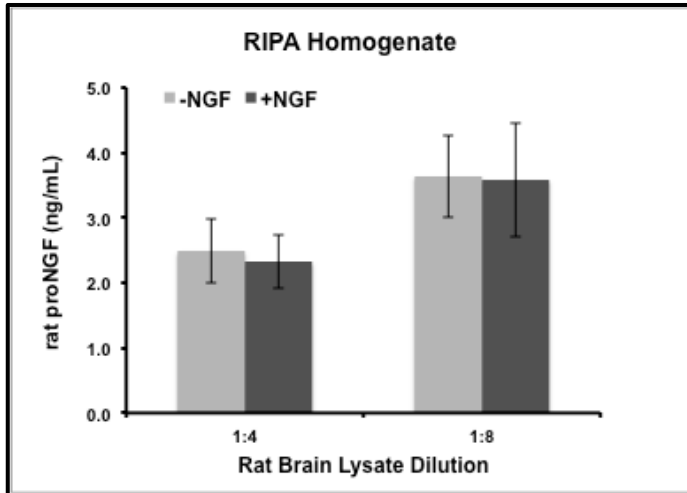 RIPA Homogenate
rat proNGF (ng/mL)
5.0
4.0
3.0
2.0
1.0
0.0
-NGF +NGF
1:4 1:8
Rat Brain Lysate Dilution